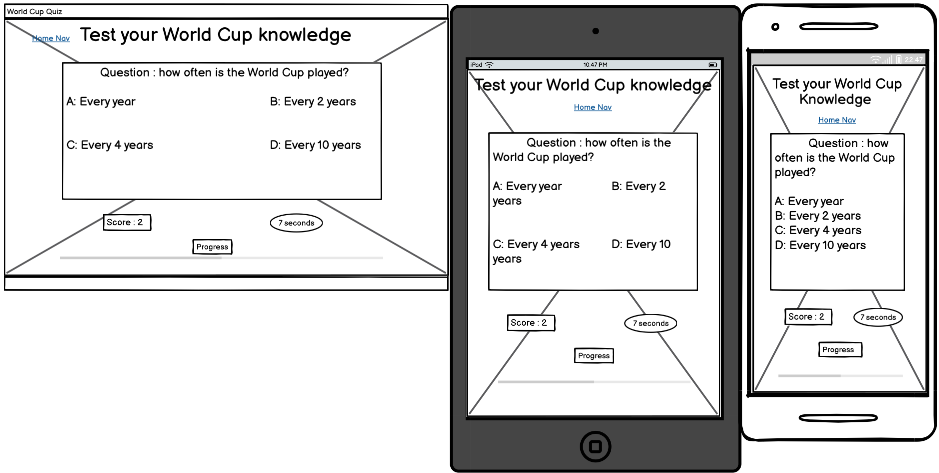 World Cup Quiz
Home Nav
Test your World Cup knowledge
Question : how often is the World Cup played?
A: Every year
B: Every 2 years
C: Every 4 years
D: Every 10 years
Score : 2
7 seconds
Progress
iPod
10:47 PM
Test your World Cup knowledge
Home Nav
Question : how often is the
World Cup played?
A: Every year B: Every 2
years
C: Every 4 years D: Every 10
years
Score : 2
7 seconds
Progress
22:47
Test your World Cup
Knowledge
Home Nav
Question : how
often is the World Cup
played?
A: Every year
B: Every 2 years
C: Every 4 years
D: Every 10 years
Score : 2
7 seconds
Progress